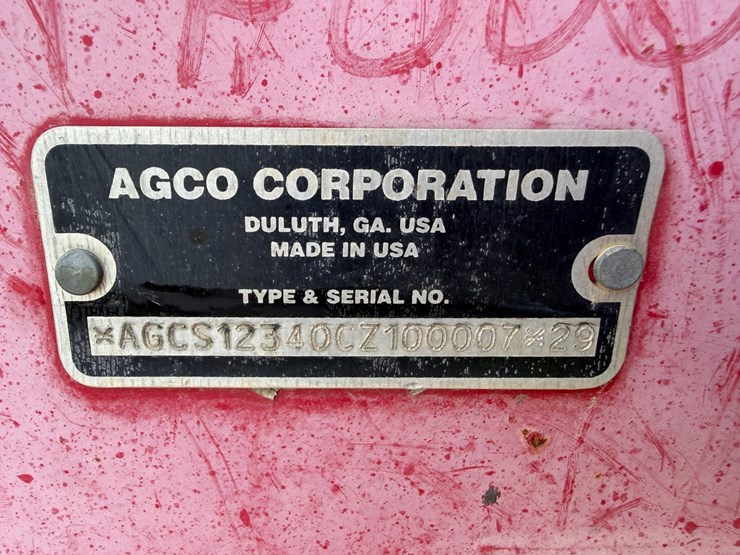 AGCO CORPORATION
DULUTH, GA. USA
MADE IN USA
TYPE & SERIAL NO.
*AGCS12340CZ100007*29